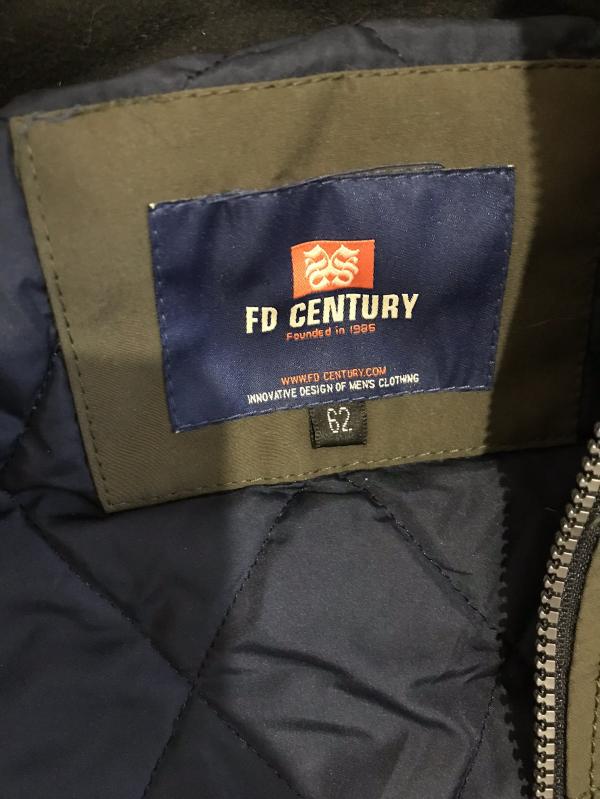 FD CENTURY
Founded in 1986
WWW.FD CENTURY.COM
INNOVATIVE DESIGN OF MEN'S CLOTHING
62